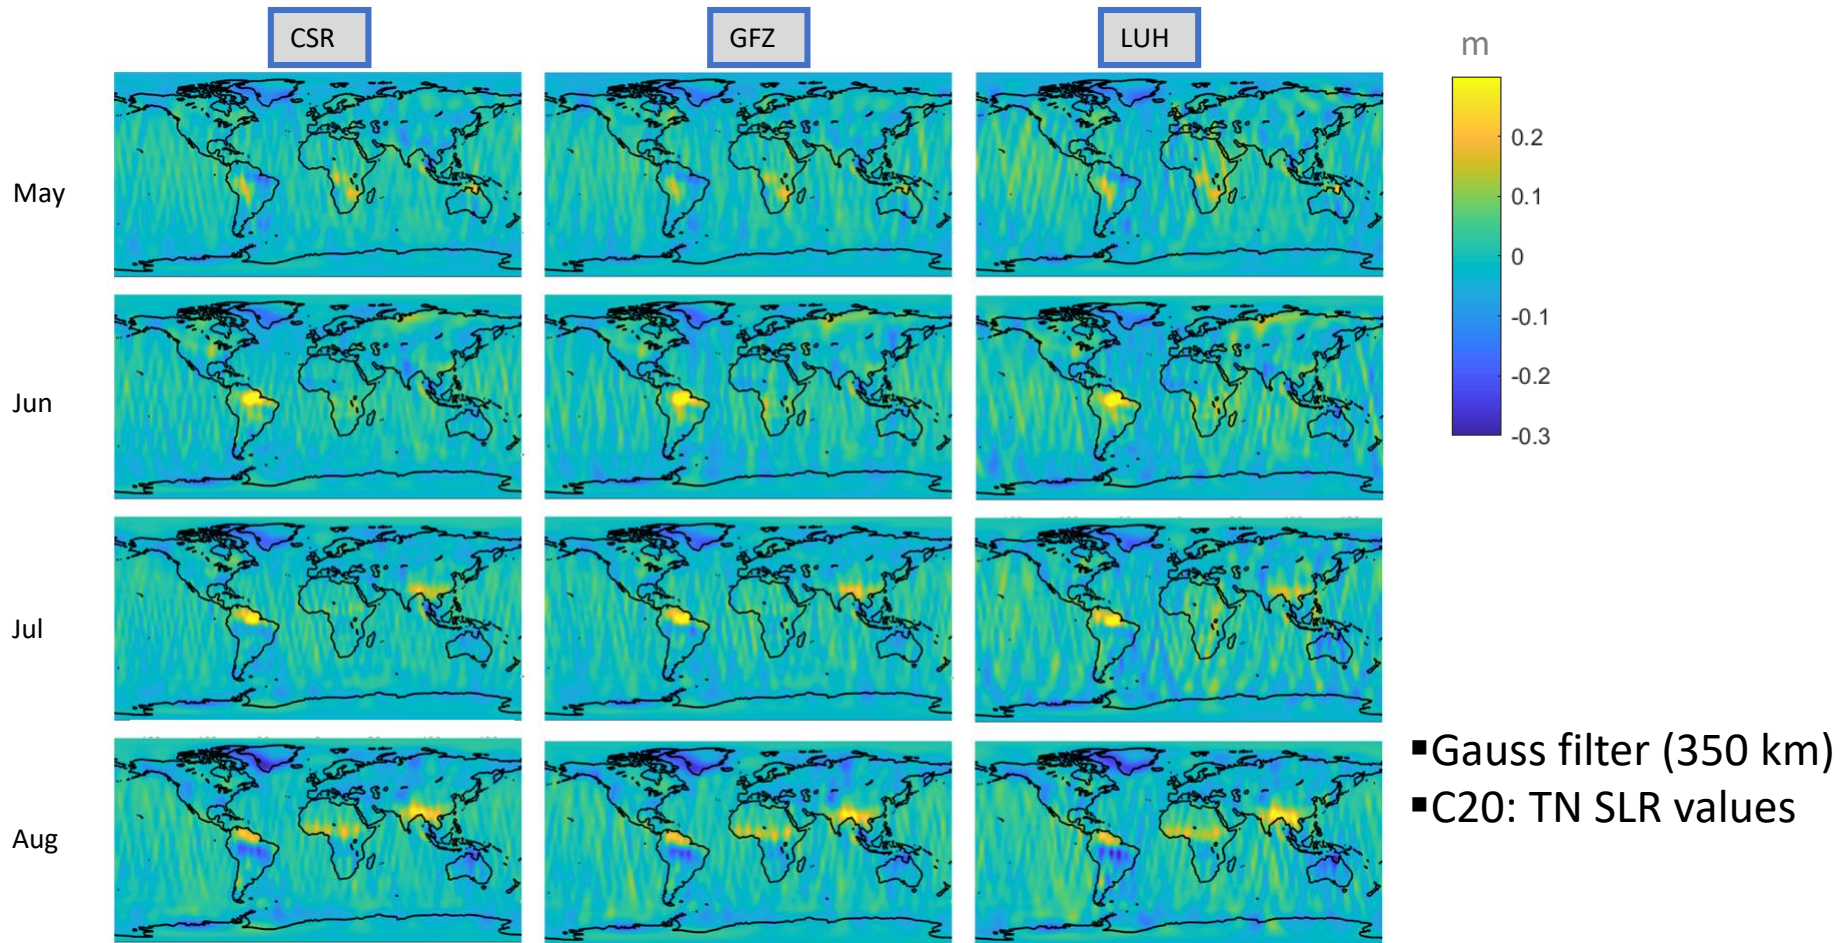 CSR
GFZ
LUH
m
May
Jun
Jul
Aug
0.2
0.1
0
-0.1
-0.2
-0.3
▪Gauss filter (350 km)
▪C20: TN SLR values